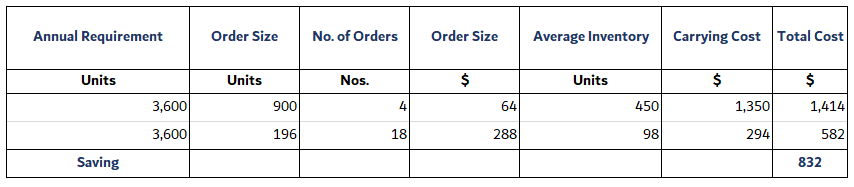 Annual Requirement Order Size No. of Orders Order Size Average Inventory Carrying Cost Total Cost
Units Units Nos. $ Units $ $
3,600 900 4 64 450 1,350 1,414
3,600 196 18 288 98 294 582
Saving 832